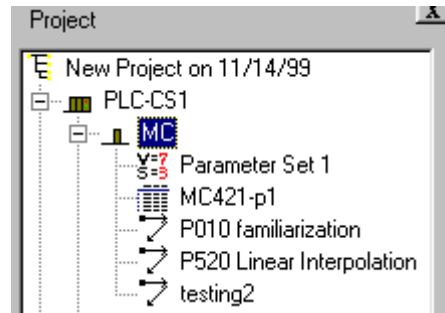 Project
X
New Project on 11/14/99
PLC-CS1
MC
Parameter Set 1
MC421-p1
P010 familiarization
P520 Linear Interpolation
testing2